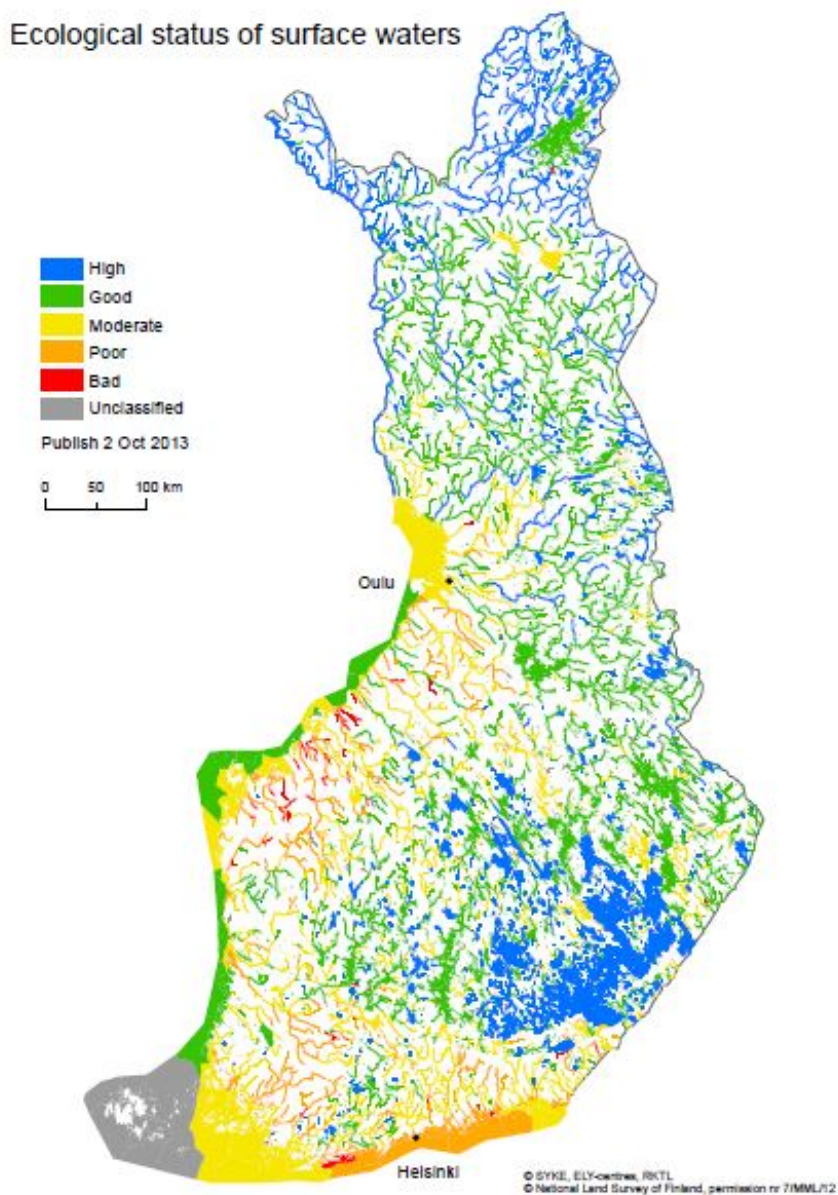 Ecological status of surface waters
High
Good
Moderate
Poor
Bad
Unclassified
Publish 2 Oct 2013
0 50 100 km
Oulu
Helsinki
© SYKE, ELY-centres, RKTL
© National Land Survey of Finland, permission nr 7/MML/12